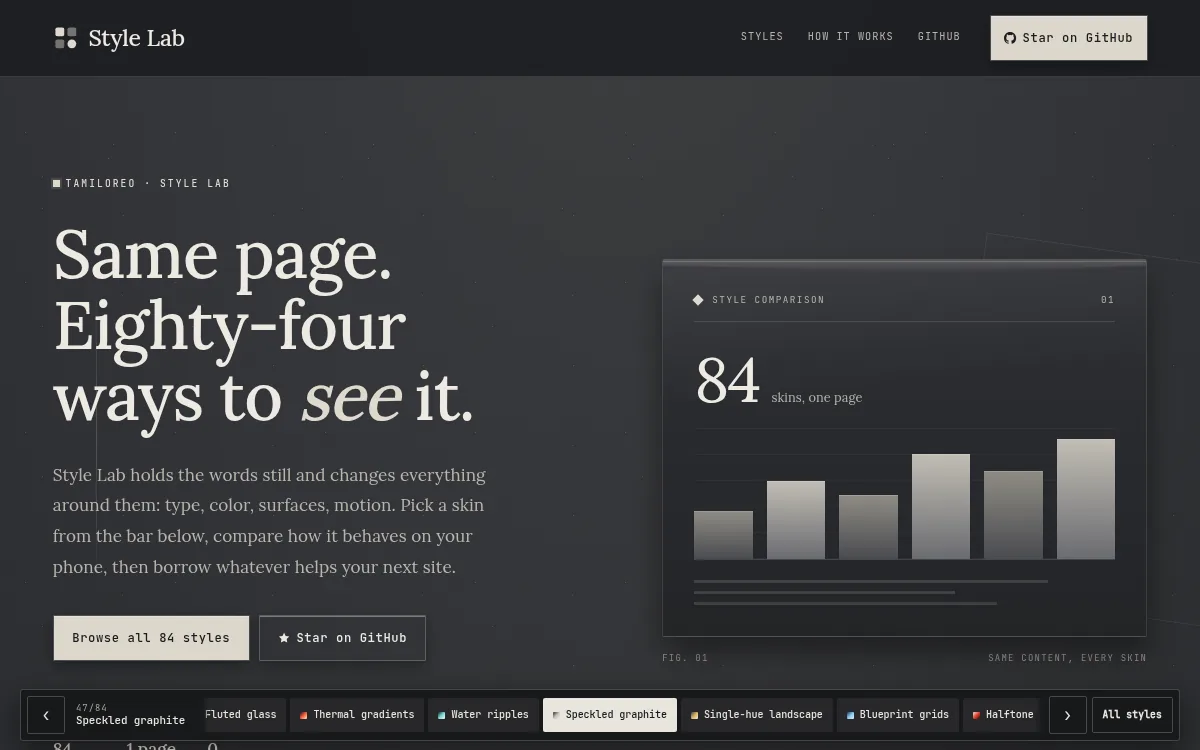 Style Lab
STYLES
HOW IT WORKS
GITHUB
Star on GitHub
TAMILOREO · STYLE LAB
Same page.
Eighty-four
ways to see it.
Style Lab holds the words still and changes everything
around them: type, color, surfaces, motion. Pick a skin
from the bar below, compare how it behaves on your
phone, then borrow whatever helps your next site.
Browse all 84 styles
Star on GitHub
STYLE COMPARISON
01
84 skins, one page
FIG. 01
SAME CONTENT, EVERY SKIN
47/84
Speckled graphite
Fluted glass
Thermal gradients
Water ripples
Speckled graphite
Single-hue landscape
Blueprint grids
Halftone
All styles
84
1 page
0